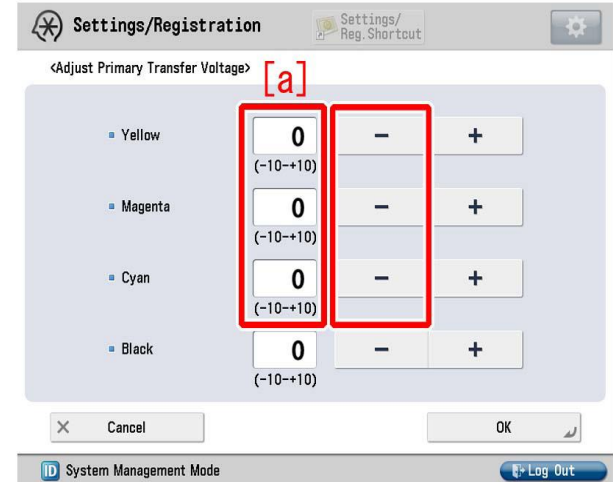 Settings/Registration
Settings/
Reg.Shortcut
<Adjust Primary Transfer Voltage>
[a]
Yellow
0
−
+
(-10-+10)
Magenta
0
−
+
(-10-+10)
Cyan
0
−
+
(-10-+10)
Black
0
−
+
(-10-+10)
× Cancel
OK
ID System Management Mode
Log Out